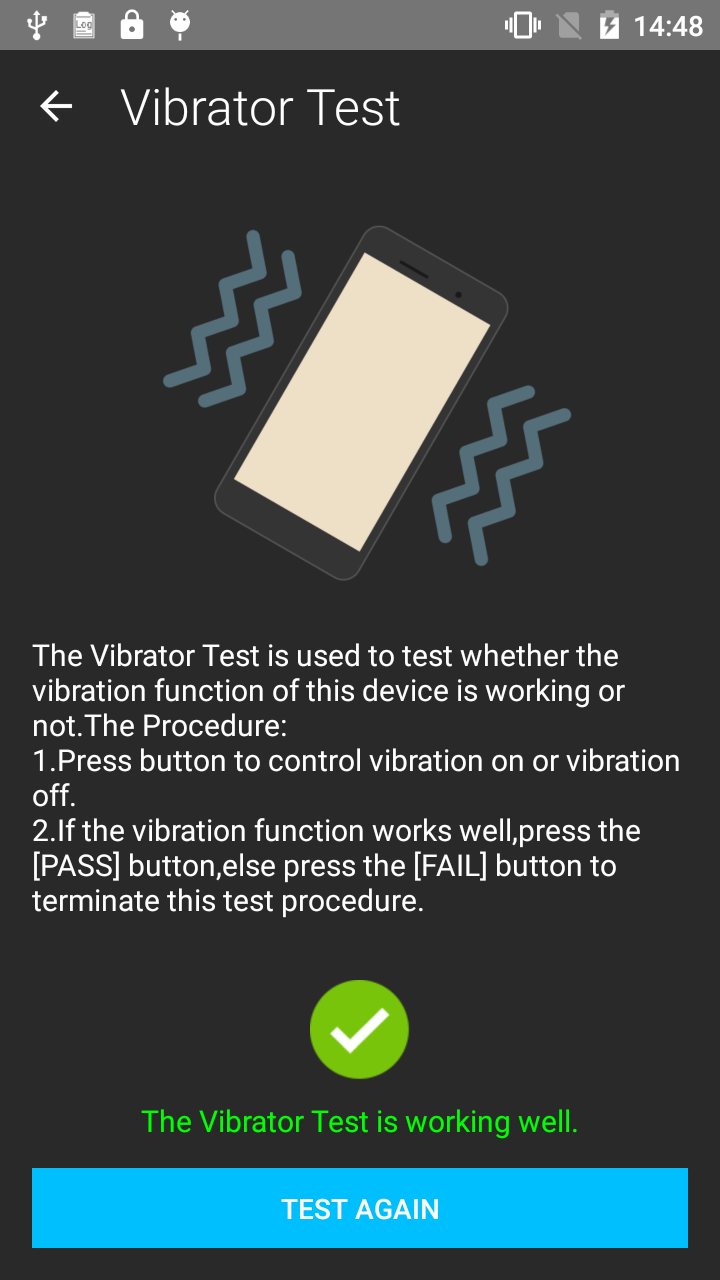 Log
14:48
Vibrator Test
The Vibrator Test is used to test whether the
vibration function of this device is working or
not.The Procedure:
1.Press button to control vibration on or vibration
off.
2.If the vibration function works well,press the
[PASS] button,else press the [FAIL] button to
terminate this test procedure.
The Vibrator Test is working well.
TEST AGAIN